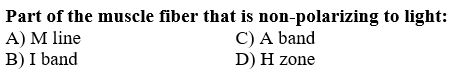 Part of the muscle fiber that is non-polarizing to light:
A) M line C) A band
B) I band D) H zone